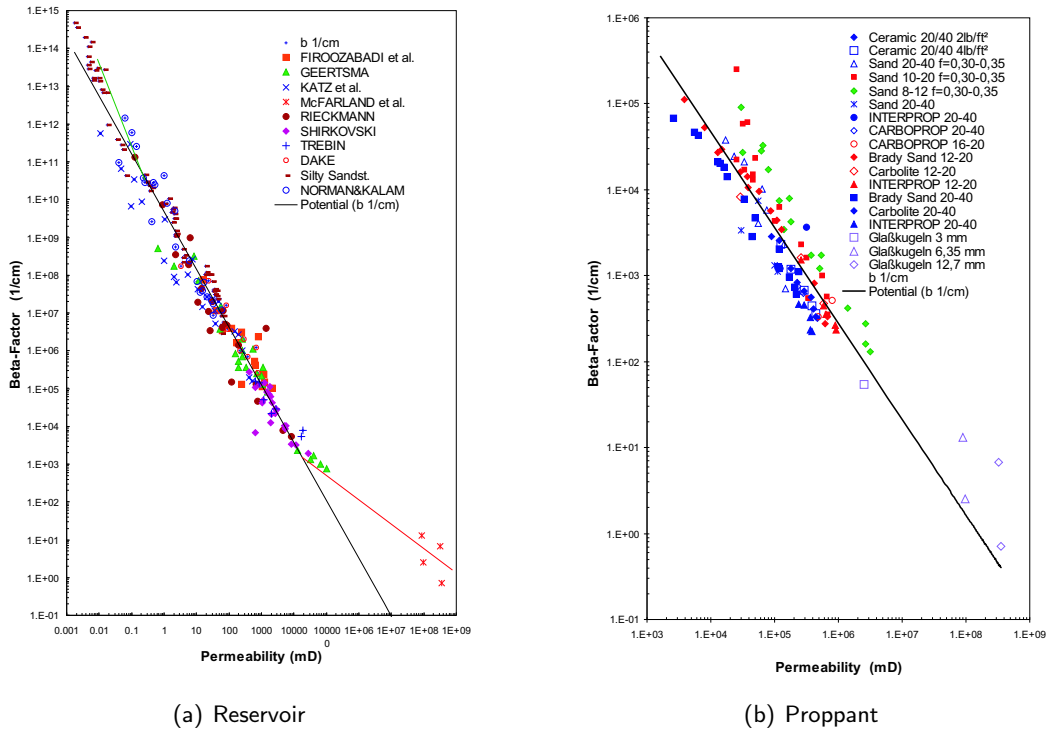 1.E+15
1.E+14
1.E+13
1.E+12
1.E+11
1.E+10
1.E+09
1.E+08
1.E+07
1.E+06
1.E+05
1.E+04
1.E+03
1.E+02
1.E+01
1.E+00
1.E-01
Beta-Factor (1/cm)
0.001 0.01 0.1 1 10 100 1000 10000 10000 1.E+07 1.E+08 1.E+09
0
Permeability (mD)
b 1/cm
FIROOZABADI et al.
GEERTSMA
KATZ et al.
McFARLAND et al.
RIECKMANN
SHIRKOVSKI
TREBIN
DAKE
Silty Sandst.
NORMAN&KALAM
Potential (b 1/cm)
(a) Reservoir
1.E+06
1.E+05
1.E+04
1.E+03
1.E+02
1.E+01
1.E+00
1.E-01
Beta-Factor (1/cm)
1.E+03 1.E+04 1.E+05 1.E+06 1.E+07 1.E+08 1.E+09
Permeability (mD)
Ceramic 20/40 2lb/ft²
Ceramic 20/40 4lb/ft²
Sand 20-40 f=0,30-0,35
Sand 10-20 f=0,30-0,35
Sand 8-12 f=0,30-0,35
Sand 20-40
INTERPROP 20-40
CARBOPROP 20-40
CARBOPROP 16-20
Brady Sand 12-20
Carbolite 12-20
INTERPROP 12-20
Brady Sand 20-40
Carbolite 20-40
INTERPROP 20-40
Glaßkugeln 3 mm
Glaßkugeln 6,35 mm
Glaßkugeln 12,7 mm
b 1/cm
Potential (b 1/cm)
(b) Proppant